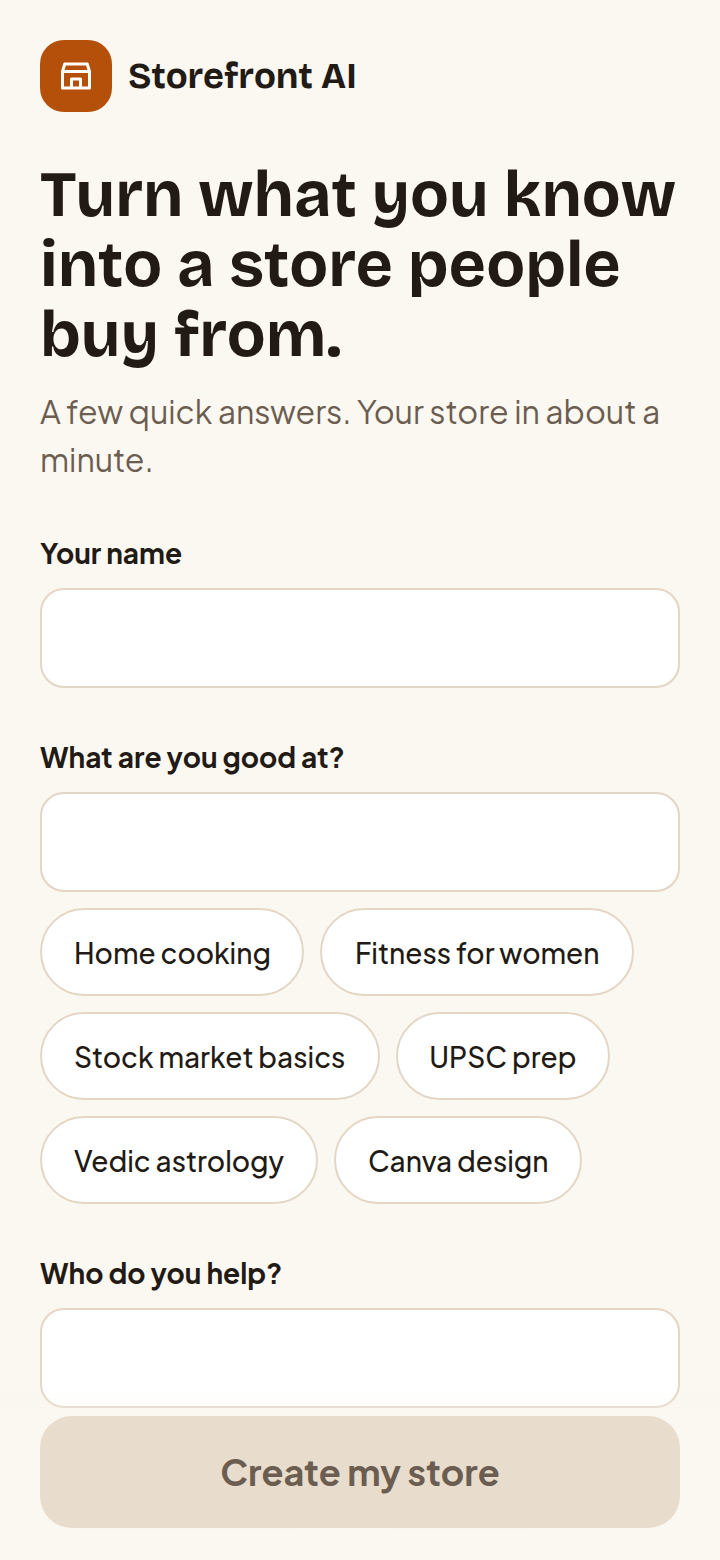 Storefront AI
Turn what you know
into a store people
buy from.
A few quick answers. Your store in about a
minute.
Your name
What are you good at?
Home cooking
Fitness for women
Stock market basics
UPSC prep
Vedic astrology
Canva design
Who do you help?
Create my store